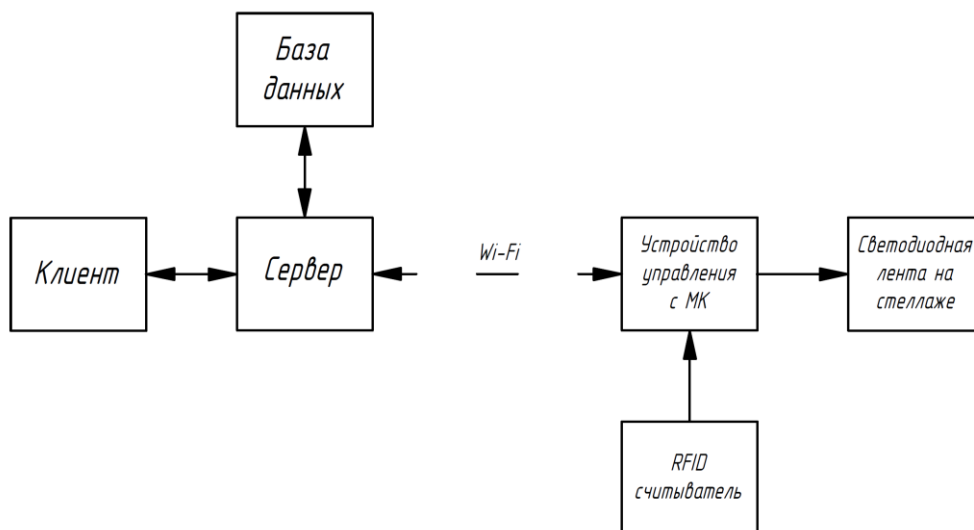 База
данных
Клиент
Сервер
Wi-Fi
Устройство
управления
с МК
Светодиодная
лента на
стеллаже
RFID
считыватель